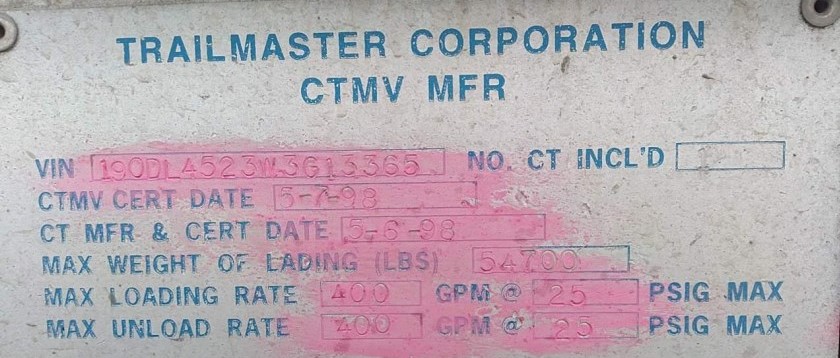 TRAILMASTER CORPORATION
CTMV MFR
VIN 190DL4523W3G13365 NO. CT INCL'D
CTMV CERT DATE 5-7-98
CT MFR & CERT DATE 5-6-98
MAX WEIGHT OF LADING (LBS) 54700
MAX LOADING RATE 400 GPM @ 25 PSIG MAX
MAX UNLOAD RATE 400 GPM @ 25 PSIG MAX